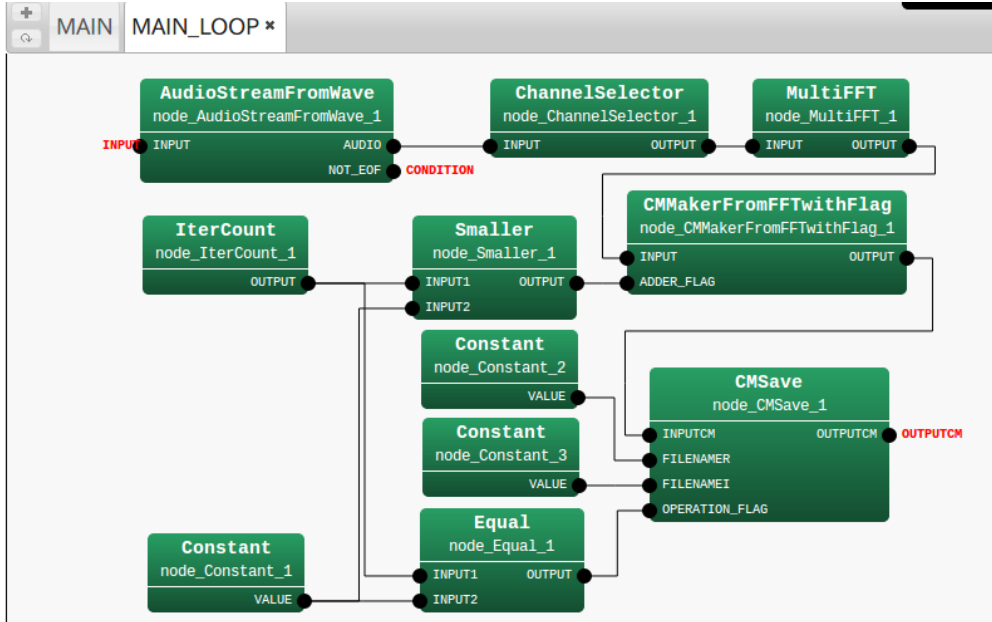 MAIN
MAIN_LOOP ×
AudioStreamFromWave
node_AudioStreamFromWave_1
INPUT
INPUT
AUDIO
NOT_EOF
CONDITION
ChannelSelector
node_ChannelSelector_1
INPUT
OUTPUT
MultiFFT
node_MultiFFT_1
INPUT
OUTPUT
IterCount
node_IterCount_1
OUTPUT
Smaller
node_Smaller_1
INPUT1
OUTPUT
INPUT2
CMMakerFromFFTwithFlag
node_CMMakerFromFFTwithFlag_1
INPUT
OUTPUT
ADDER_FLAG
Constant
node_Constant_2
VALUE
Constant
node_Constant_3
VALUE
CMSave
node_CMSave_1
INPUTCM
OUTPUTCM
OUTPUTCM
FILENAMER
FILENAMEI
OPERATION_FLAG
Constant
node_Constant_1
VALUE
Equal
node_Equal_1
INPUT1
OUTPUT
INPUT2